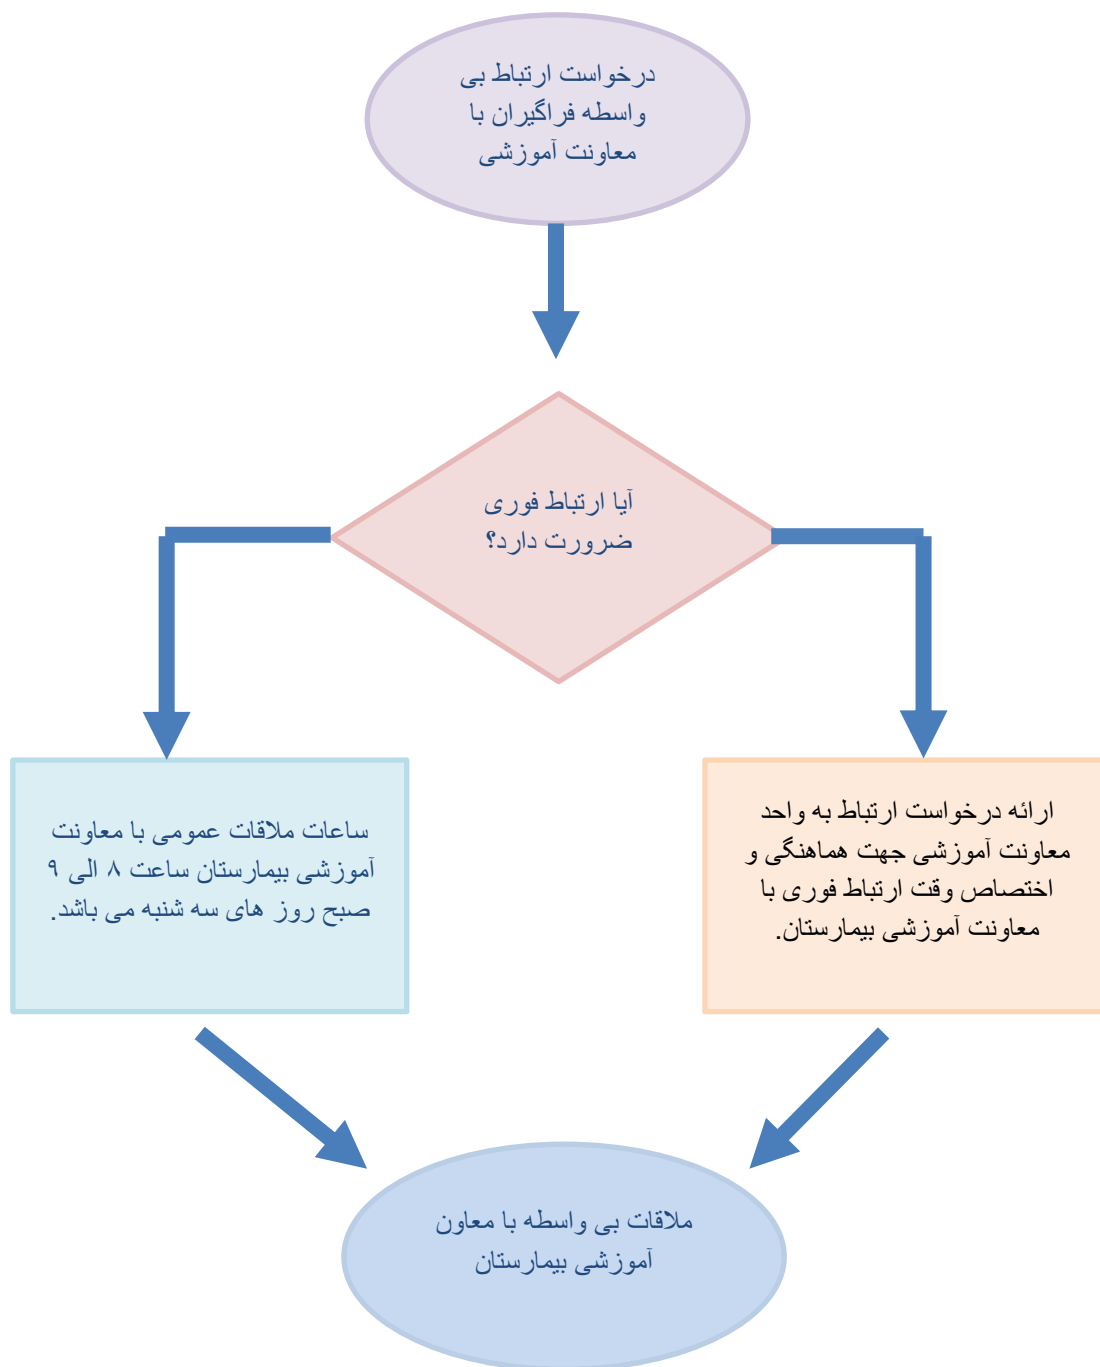 درخواست ارتباط بی
واسطه فراگیران با
معاونت آموزشی
آیا ارتباط فوری
ضرورت دارد؟
ارائه درخواست ارتباط به واحد
معاونت آموزشی جهت هماهنگی و
اختصاص وقت ارتباط فوری با
معاونت آموزشی بیمارستان.
ساعات ملاقات عمومی با معاونت
آموزشی بیمارستان ساعت ۸ الی ۹
صبح روز های سه شنبه می باشد.
ملاقات بی واسطه با معاون
آموزشی بیمارستان